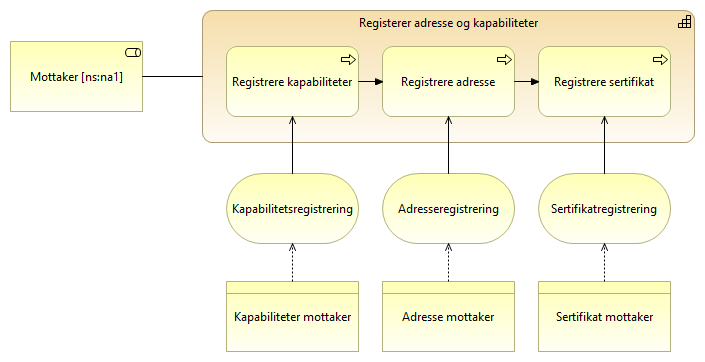 Registerer adresse og kapabiliteter
Mottaker [ns:na1]
Registrere kapabiliteter
Registrere adresse
Registrere sertifikat
Kapabilitetsregistrering
Adresseregistrering
Sertifikatregistrering
Kapabiliteter mottaker
Adresse mottaker
Sertifikat mottaker